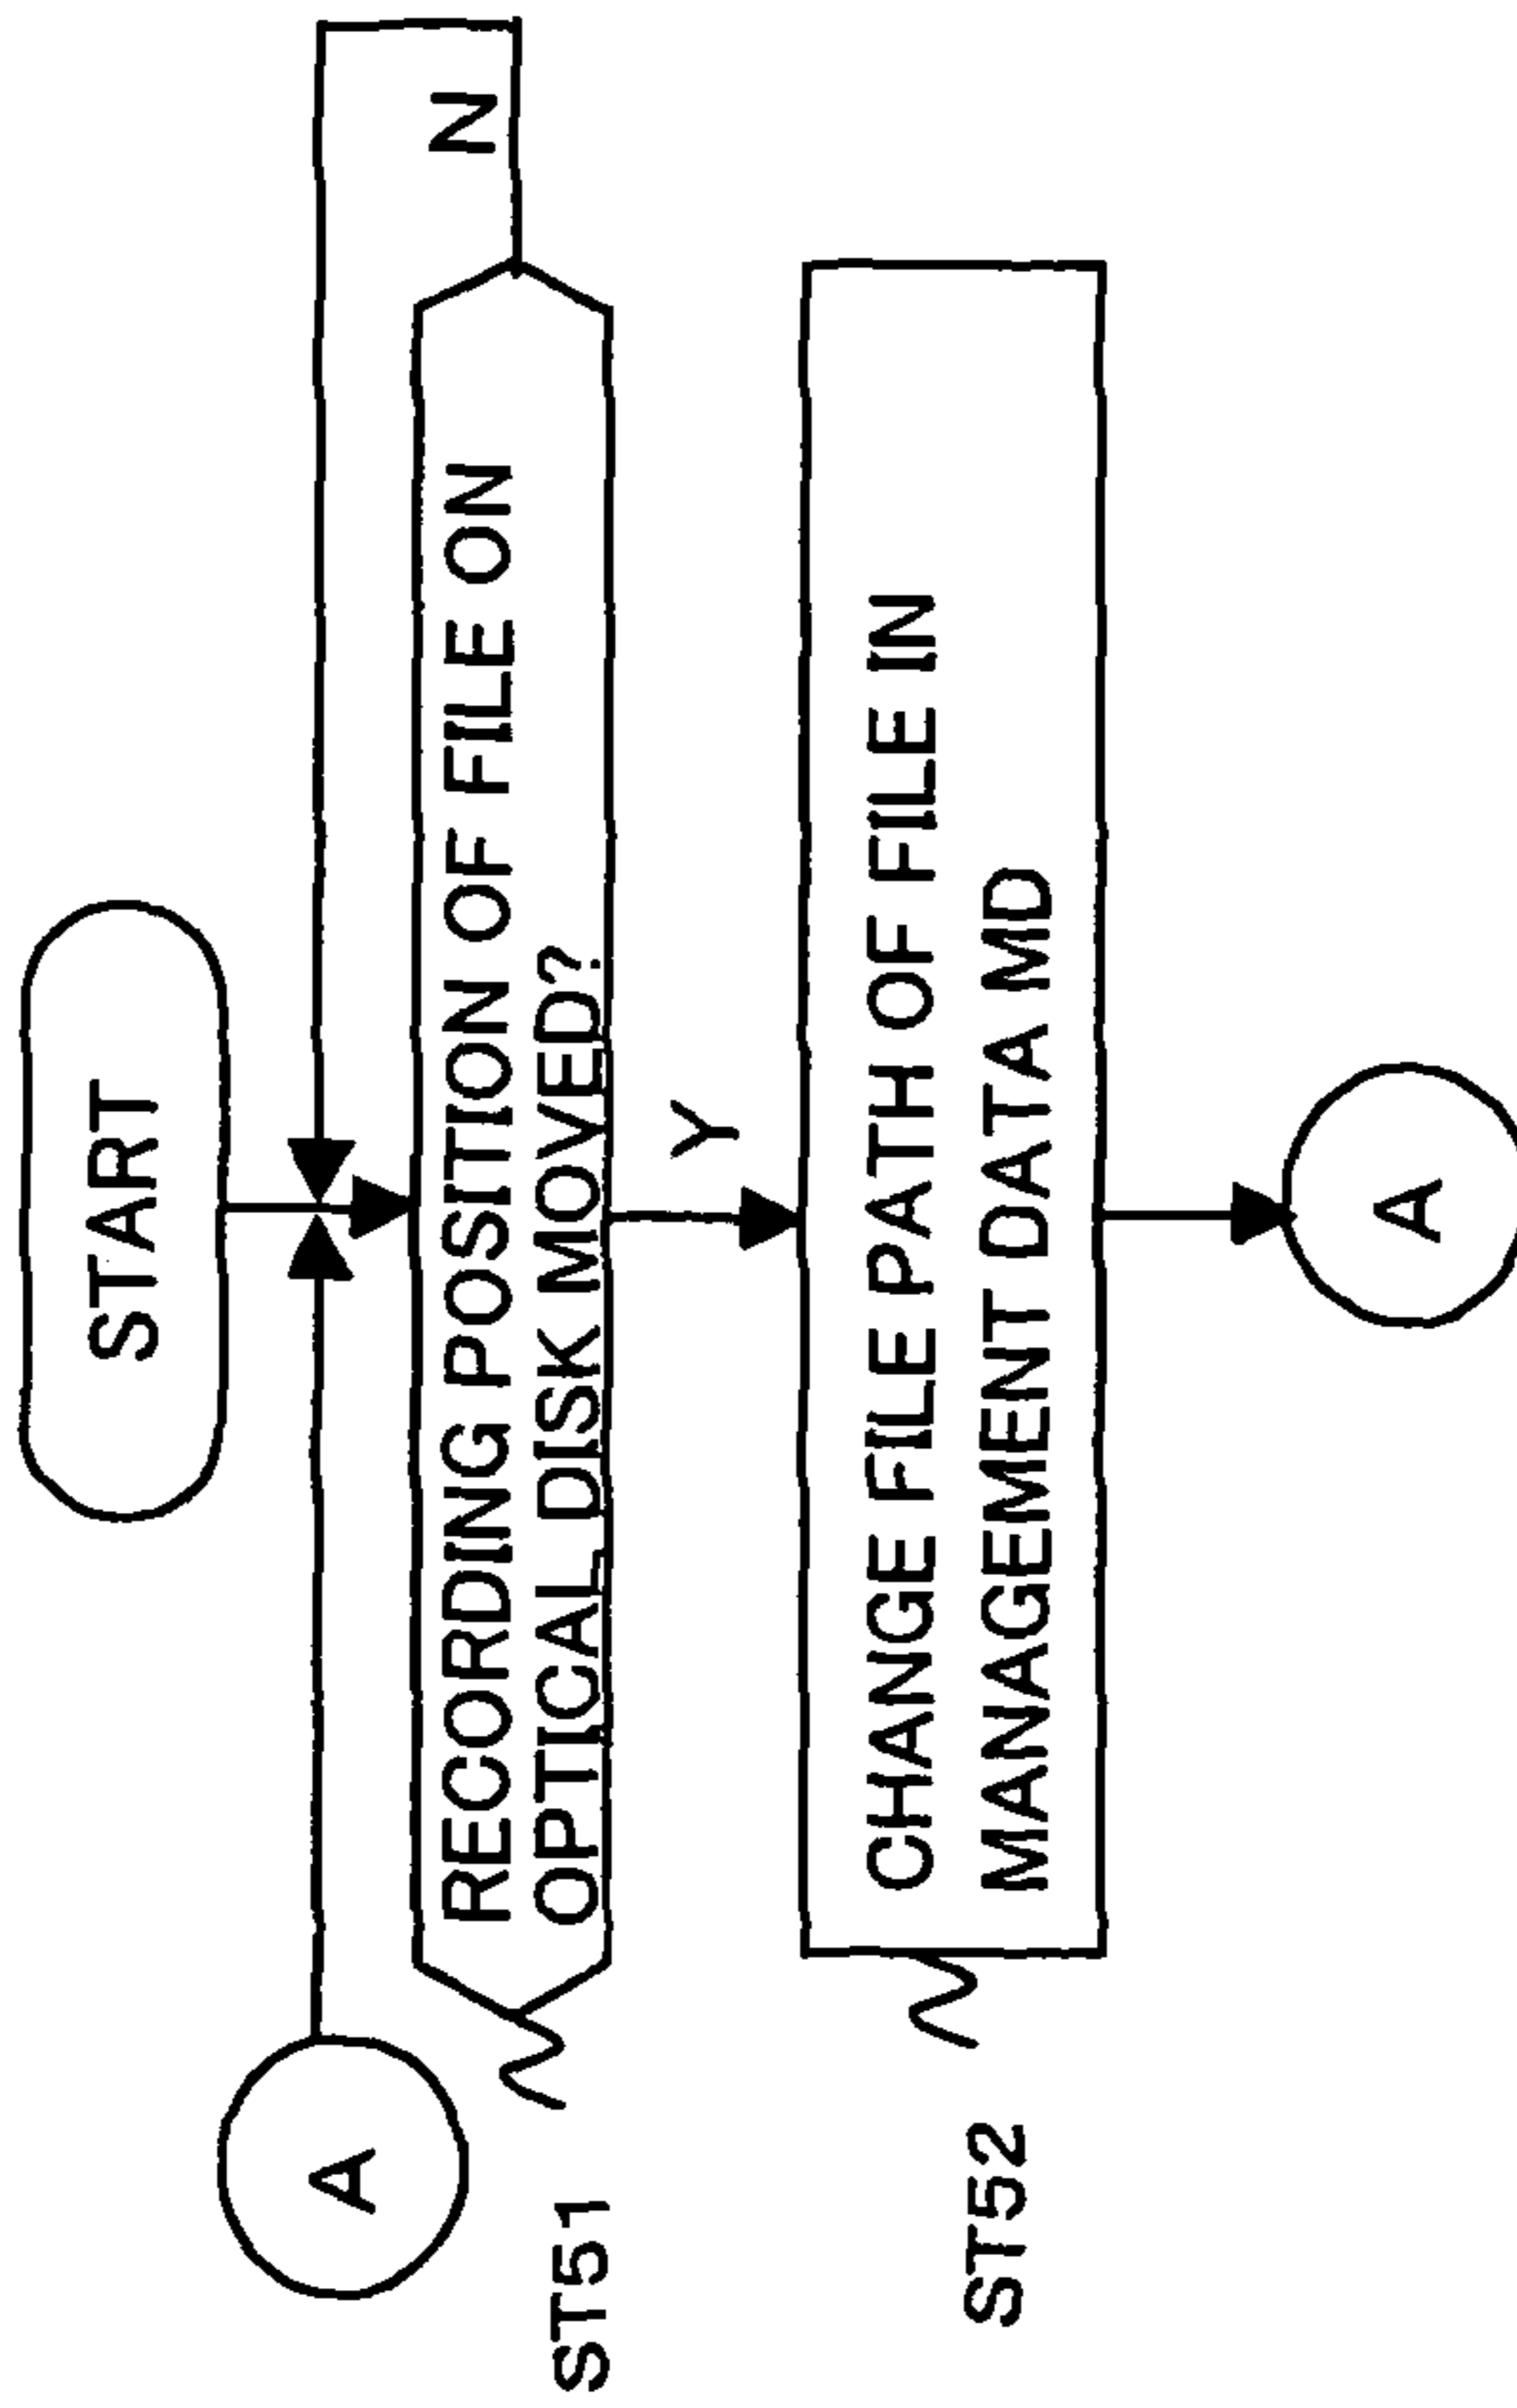 START
A
N
ST51
RECORDING POSITION OF FILE ON
OPTICAL DISK MOVED?
Y
ST52
CHANGE FILE PATH OF FILE IN
MANAGEMENT DATA MD
A